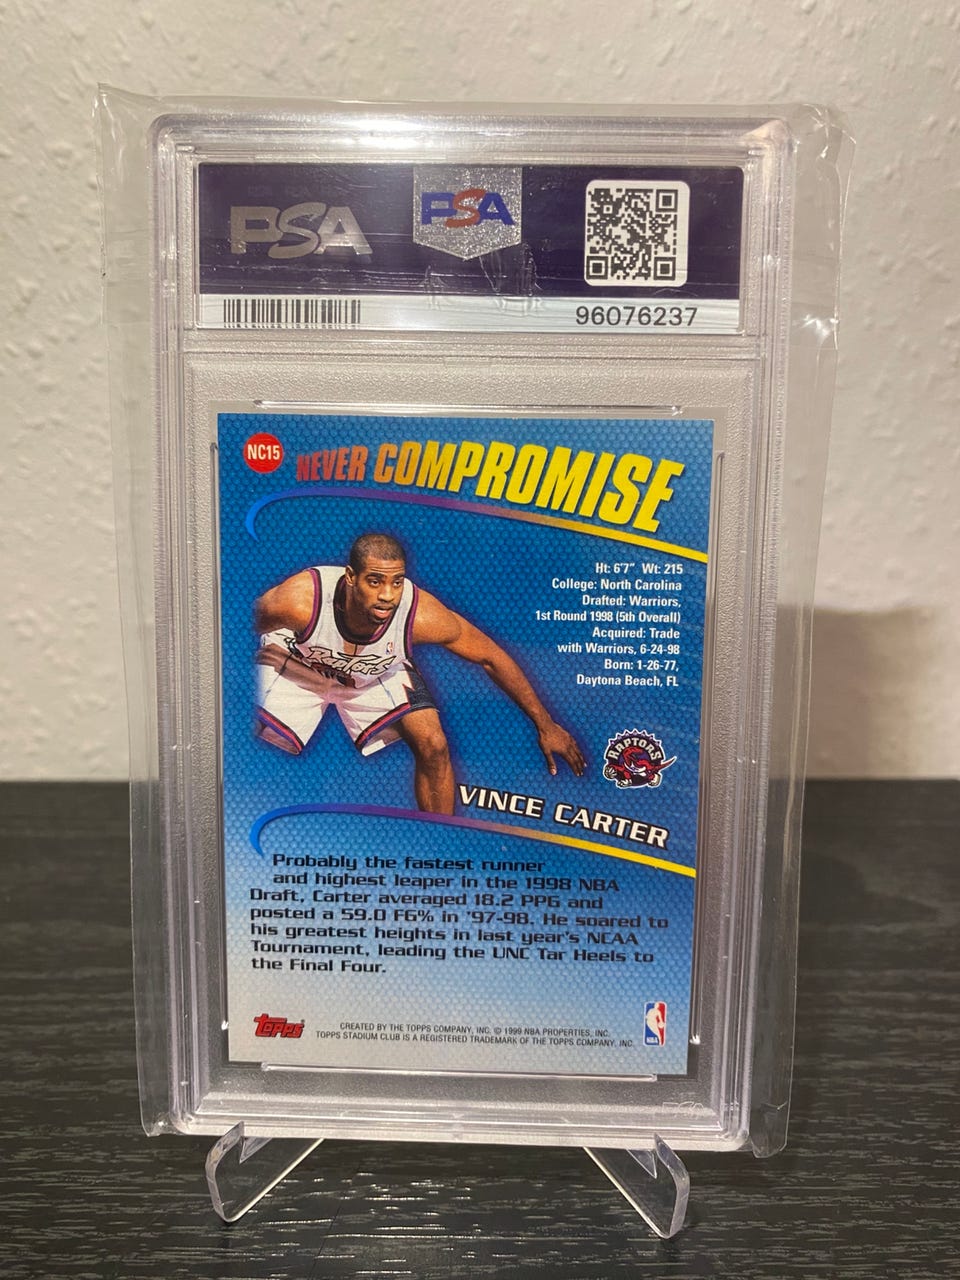 PSA
PSA
96076237
NC15
NEVER COMPROMISE
Ht: 6'7" Wt: 215
College: North Carolina
Drafted: Warriors,
1st Round 1998 (5th Overall)
Acquired: Trade
with Warriors, 6-24-98
Born: 1-26-77,
Daytona Beach, FL
RAPTORS
RAPTORS
VINCE CARTER
Probably the fastest runner
and highest leaper in the 1998 NBA
Draft, Carter averaged 18.2 PPG and
posted a 59.0 FG% in '97-98. He soared to
his greatest heights in last year's NCAA
Tournament, leading the UNC Tar Heels to
the Final Four.
Topps
CREATED BY THE TOPPS COMPANY, INC. © 1999 NBA PROPERTIES, INC.
TOPPS STADIUM CLUB IS A REGISTERED TRADEMARK OF THE TOPPS COMPANY, INC.
NBA